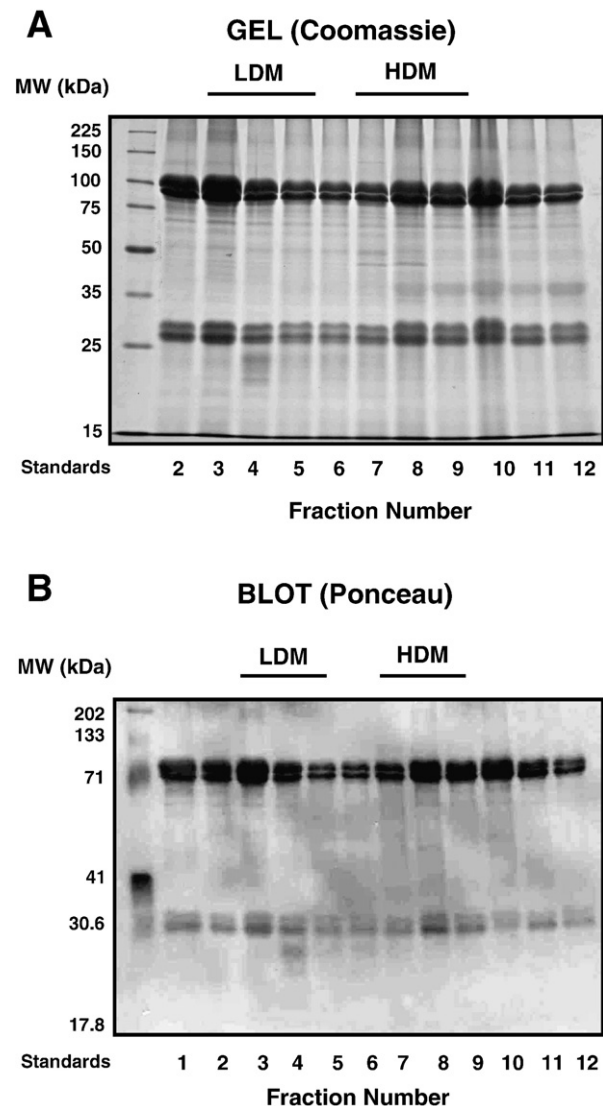 A
GEL (Coomassie)
LDM HDM
MW (kDa)
225
150
100
75
50
35
25
15
Standards 2 3 4 5 6 7 8 9 10 11 12
Fraction Number
B
BLOT (Ponceau)
LDM HDM
MW (kDa)
202
133
71
41
30.6
17.8
Standards 1 2 3 4 5 6 7 8 9 10 11 12
Fraction Number